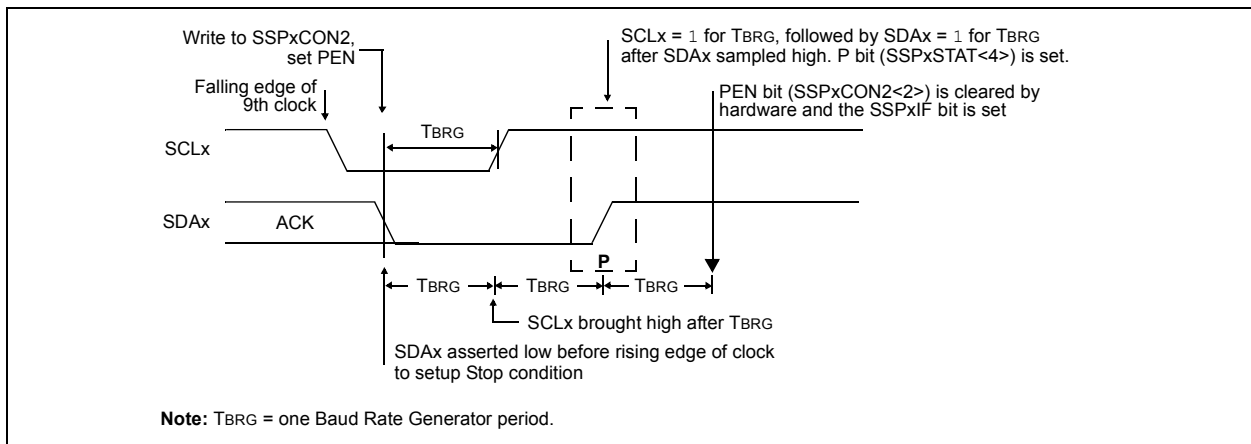 Write to SSPxCON2,
set PEN
SCLx = 1 for TBRG, followed by SDAx = 1 for TBRG
after SDAx sampled high. P bit (SSPxSTAT<4>) is set.
Falling edge of
9th clock
PEN bit (SSPxCON2<2>) is cleared by
hardware and the SSPxIF bit is set
TBRG
SCLx
SDAx
ACK
P
TBRG
TBRG
TBRG
SCLx brought high after TBRG
SDAx asserted low before rising edge of clock
to setup Stop condition
Note: TBRG = one Baud Rate Generator period.